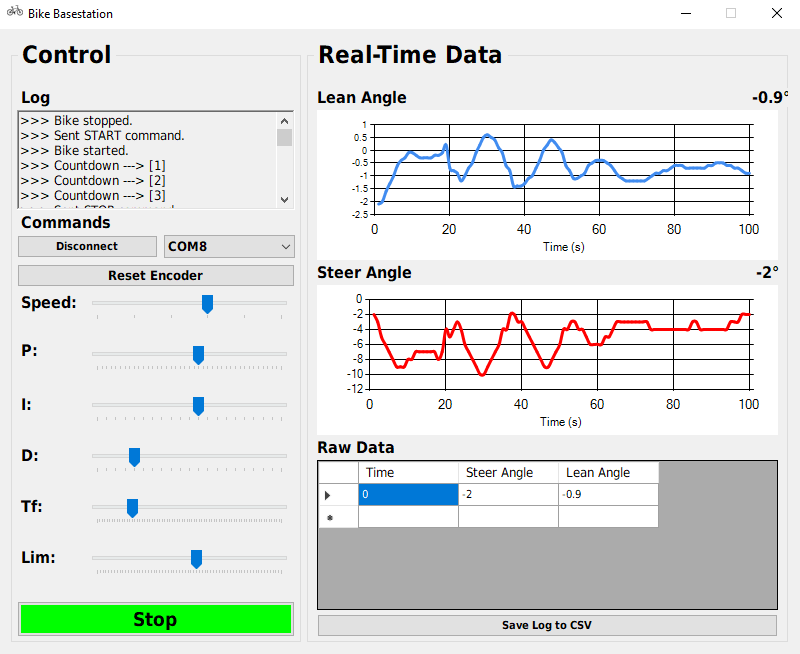 Bike Basestation
Control
Log
>>> Bike stopped.
>>> Sent START command.
>>> Bike started.
>>> Countdown ---> [1]
>>> Countdown ---> [2]
>>> Countdown ---> [3]
Commands
Disconnect
COM8
Reset Encoder
Speed:
P:
I:
D:
Tf:
Lim:
Stop
Real-Time Data
Lean Angle -0.9°
1
0.5
0
-0.5
-1
-1.5
-2
-2.5
0 20 40 60 80 100
Time (s)
Steer Angle -2°
0
-2
-4
-6
-8
-10
-12
0 20 40 60 80 100
Time (s)
Raw Data
Time Steer Angle Lean Angle
0 -2 -0.9
Save Log to CSV